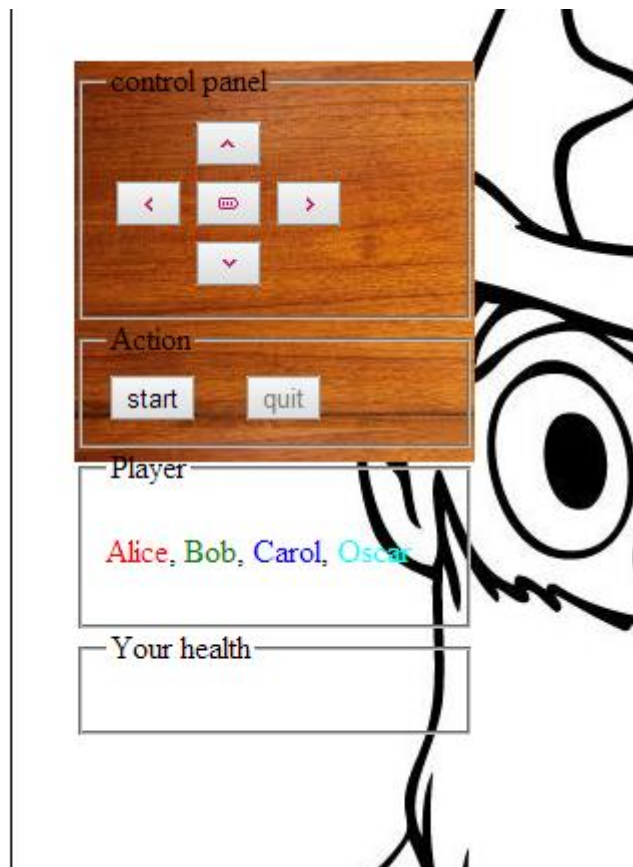 control panel
Action
start quit
Player
Alice, Bob, Carol, Oscar
Your health